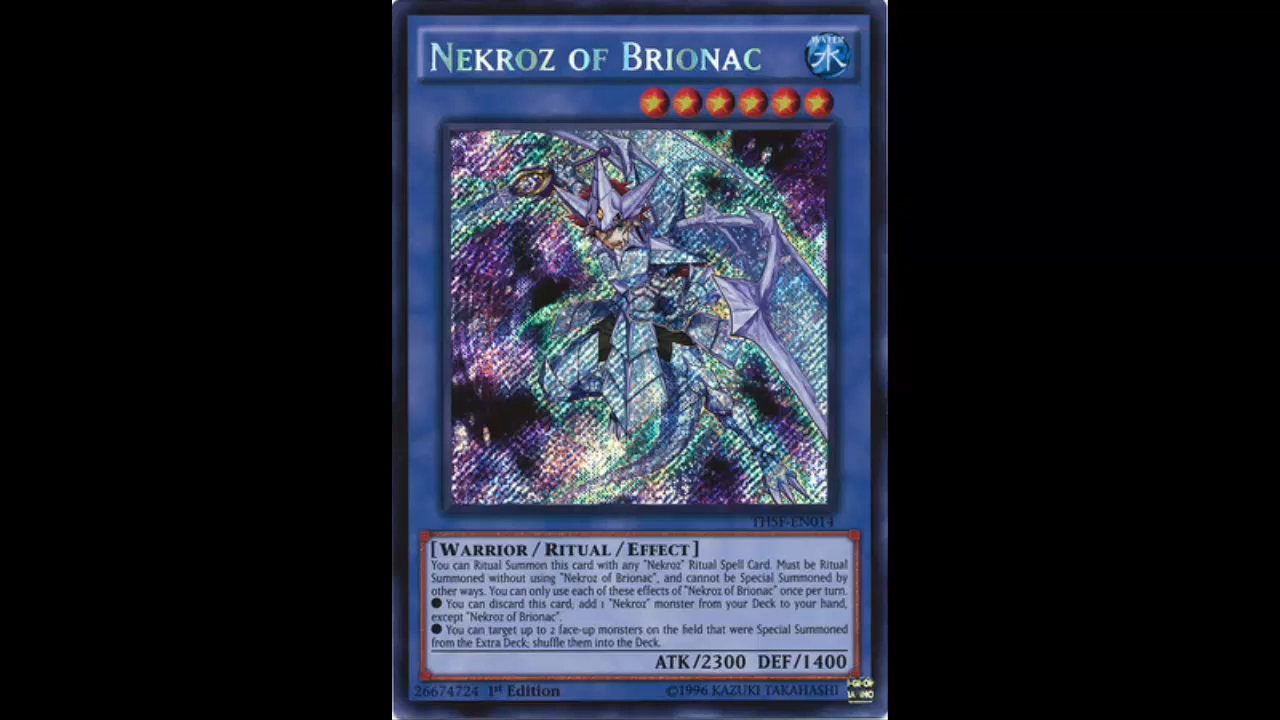 NEKROZ OF BRIONAC
WATER
水
THSF-EN014
[WARRIOR/RITUAL/EFFECT]
You can Ritual Summon this card with any "Nekroz" Ritual Spell Card. Must be Ritual
Summoned without using "Nekroz of Brionac", and cannot be Special Summoned by
other ways. You can only use each of these effects of "Nekroz of Brionac" once per turn.
● You can discard this card; add 1 "Nekroz" monster from your Deck to your hand,
except "Nekroz of Brionac".
● You can target up to 2 face-up monsters on the field that were Special Summoned
from the Extra Deck; shuffle them into the Deck.
ATK/2300 DEF/1400
26674724 1st Edition
©1996 KAZUKI TAKAHASHI